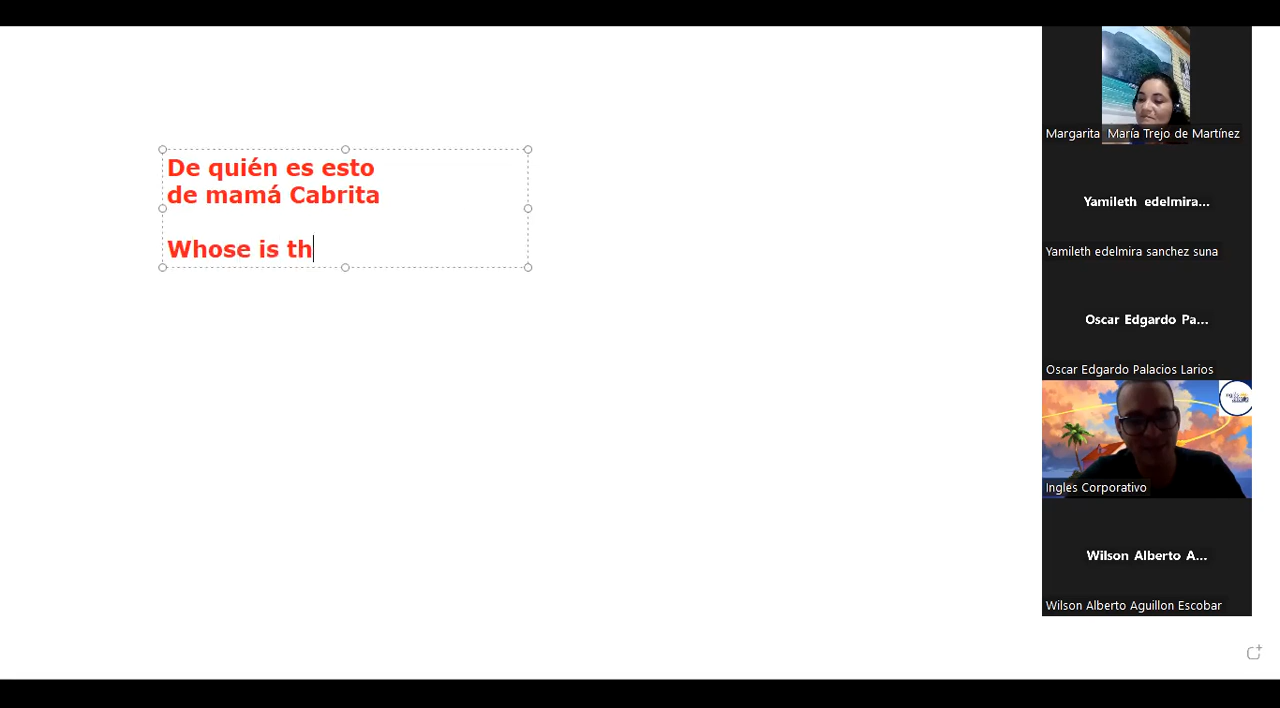 De quién es esto
de mamá Cabrita
Whose is th
Margarita María Trejo de Martínez
Yamileth edelmira...
Yamileth edelmira sanchez suna
Oscar Edgardo Pa...
Oscar Edgardo Palacios Larios
Ingles Corporativo
Wilson Alberto A...
Wilson Alberto Aguillon Escobar